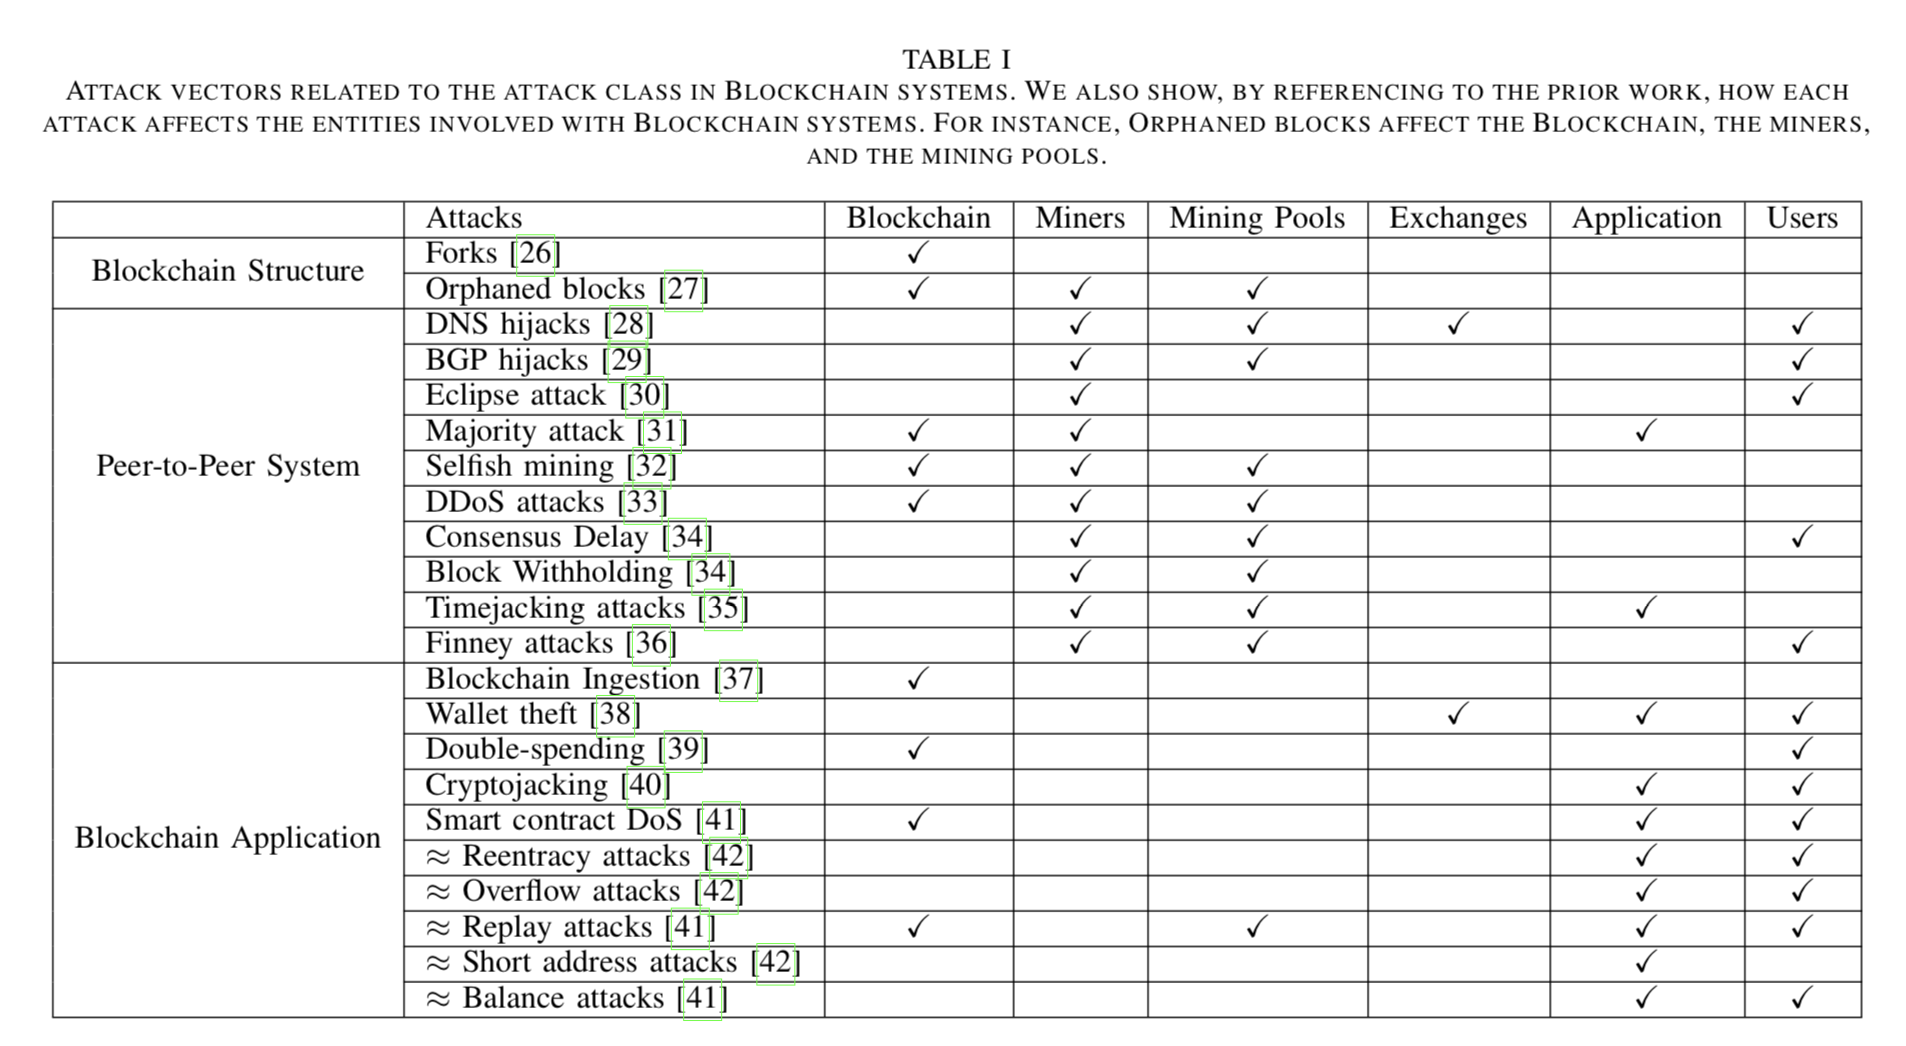 TABLE I
ATTACK VECTORS RELATED TO THE ATTACK CLASS IN BLOCKCHAIN SYSTEMS. WE ALSO SHOW, BY REFERENCING TO THE PRIOR WORK, HOW EACH
ATTACK AFFECTS THE ENTITIES INVOLVED WITH BLOCKCHAIN SYSTEMS. FOR INSTANCE, ORPHANED BLOCKS AFFECT THE BLOCKCHAIN, THE MINERS,
AND THE MINING POOLS.
Attacks Blockchain Miners Mining Pools Exchanges Application Users
Blockchain Structure
Forks [26] ✓
Orphaned blocks [27] ✓ ✓ ✓
Peer-to-Peer System
DNS hijacks [28] ✓ ✓ ✓ ✓
BGP hijacks [29] ✓ ✓ ✓
Eclipse attack [30] ✓ ✓
Majority attack [31] ✓ ✓ ✓
Selfish mining [32] ✓ ✓ ✓
DDoS attacks [33] ✓ ✓ ✓
Consensus Delay [34] ✓ ✓ ✓
Block Withholding [34] ✓ ✓
Timejacking attacks [35] ✓ ✓ ✓
Finney attacks [36] ✓ ✓ ✓
Blockchain Application
Blockchain Ingestion [37] ✓
Wallet theft [38] ✓ ✓ ✓
Double-spending [39] ✓ ✓
Cryptojacking [40] ✓ ✓
Smart contract DoS [41] ✓ ✓ ✓
≈ Reentracy attacks [42] ✓ ✓
≈ Overflow attacks [42] ✓ ✓
≈ Replay attacks [41] ✓ ✓ ✓ ✓
≈ Short address attacks [42] ✓
≈ Balance attacks [41] ✓ ✓